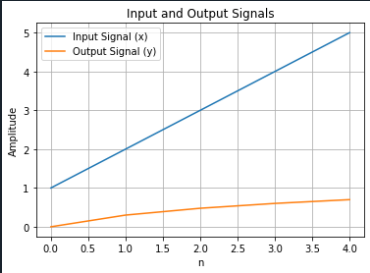 Input and Output Signals
Input Signal (x)
Output Signal (y)
Amplitude
5
4
3
2
1
0
0.0 0.5 1.0 1.5 2.0 2.5 3.0 3.5 4.0
n